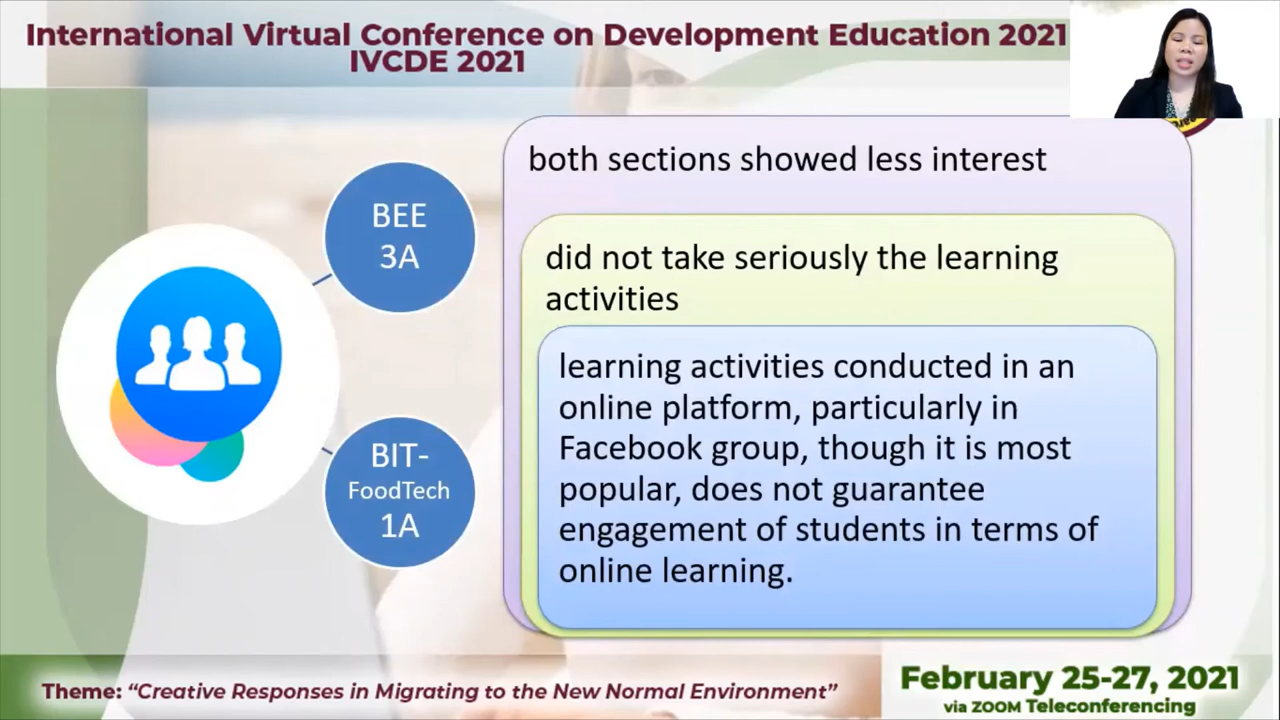 International Virtual Conference on Development Education 2021
IVCDE 2021
BEE
3A
BIT-
FoodTech
1A
both sections showed less interest
did not take seriously the learning
activities
learning activities conducted in an
online platform, particularly in
Facebook group, though it is most
popular, does not guarantee
engagement of students in terms of
online learning.
Theme: “Creative Responses in Migrating to the New Normal Environment”
February 25-27, 2021
via ZOOM Teleconferencing